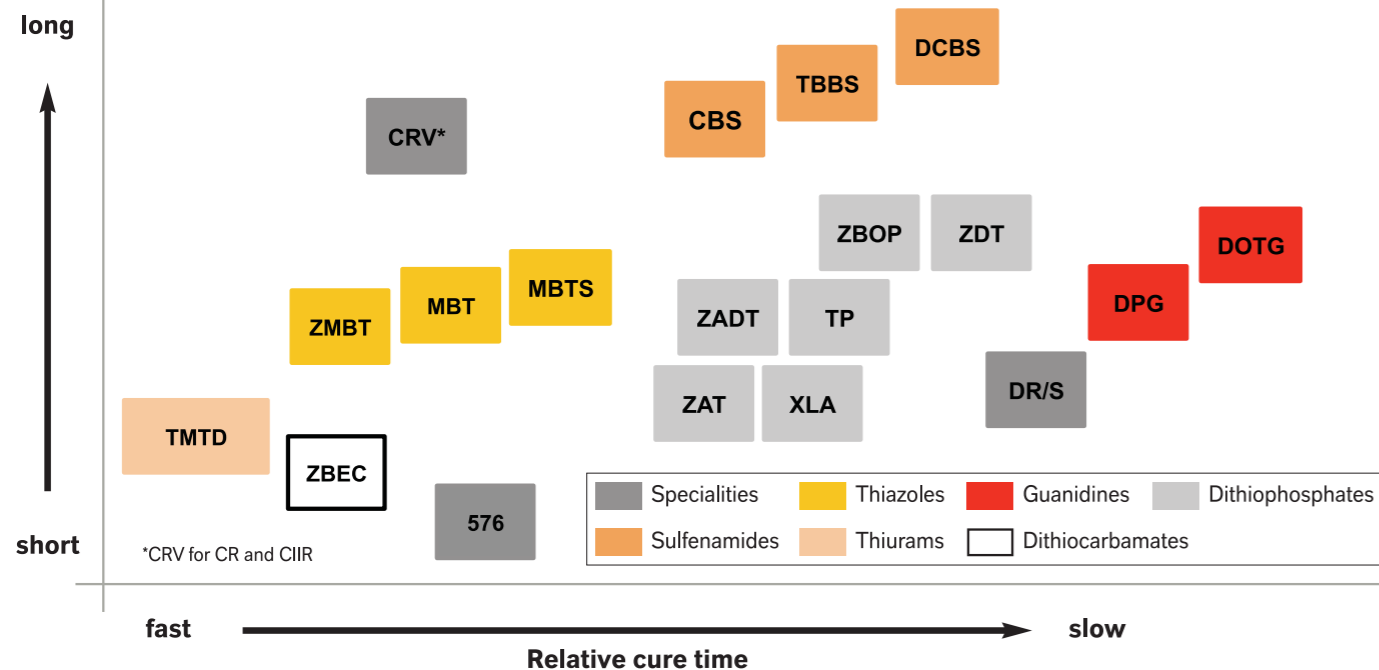 long
DCBS
TBBS
CBS
CRV*
ZBOP
ZDT
DOTG
MBTS
MBT
ZMBT
DPG
ZADT
TP
DR/S
ZAT
XLA
TMTD
ZBEC
576
Specialities
Thiazoles
Guanidines
Dithiophosphates
Sulfenamides
Thiurams
Dithiocarbamates
short
*CRV for CR and CIIR
fast
slow
Relative cure time